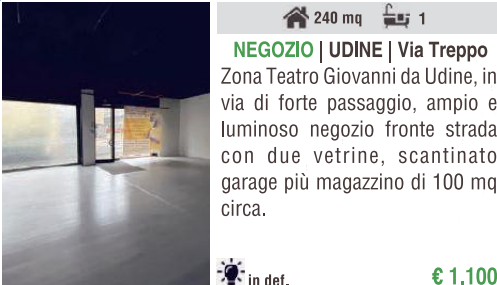 240 mq 1
NEGOZIO | UDINE | Via Treppo
Zona Teatro Giovanni da Udine, in
via di forte passaggio, ampio e
luminoso negozio fronte strada
con due vetrine, scantinato
garage più magazzino di 100 mq
circa.
in def. € 1.100